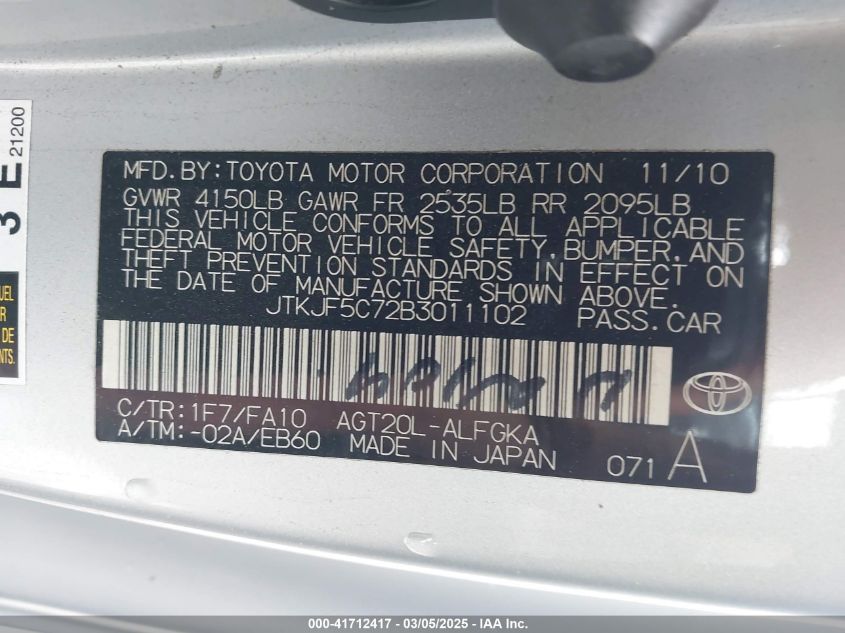 3 E
21200
UEL
R
DE
NTS.
MFD.BY:TOYOTA MOTOR CORPORATION 11/10
GVWR 4150LB GAWR FR 2535LB RR 2095LB
THIS VEHICLE CONFORMS TO ALL APPLICABLE
FEDERAL MOTOR VEHICLE SAFETY, BUMPER, AND
THEFT PREVENTION STANDARDS IN EFFECT ON
THE DATE OF MANUFACTURE SHOWN ABOVE.
JTKJF5C72B3011102 PASS.CAR
C/TR:1F7/FA10 AGT20L-ALFGKA
A/TM:-02A/EB60 MADE IN JAPAN 071 A
000-41712417 - 03/05/2025 - IAA Inc.